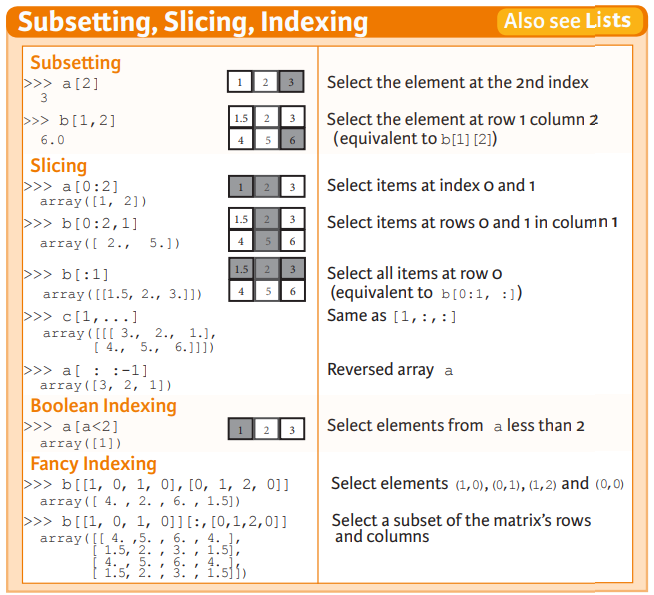 Subsetting, Slicing, Indexing
Also see Lists
Subsetting
>>> a[2]
3
1 2 3
Select the element at the 2nd index
>>> b[1,2]
6.0
1.5 2 3
4 5 6
Select the element at row 1 column 2
(equivalent to b[1][2])
Slicing
>>> a[0:2]
array([1, 2])
1 2 3
Select items at index 0 and 1
>>> b[0:2,1]
array([ 2., 5.])
1.5 2 3
4 5 6
Select items at rows 0 and 1 in column 1
>>> b[:1]
array([[1.5, 2., 3.]])
1.5 2 3
4 5 6
Select all items at row 0
(equivalent to b[0:1, :])
>>> c[1,...]
array([[[ 3., 2., 1.],
[ 4., 5., 6.]]])
Same as [1,:,:]
>>> a[ : :-1]
array([3, 2, 1])
Reversed array a
Boolean Indexing
>>> a[a<2]
array([1])
1 2 3
Select elements from a less than 2
Fancy Indexing
>>> b[[1, 0, 1, 0],[0, 1, 2, 0]]
array([ 4. , 2. , 6. , 1.5])
Select elements (1,0),(0,1),(1,2) and (0,0)
>>> b[[1, 0, 1, 0]][:,[0,1,2,0]]
array([[ 4. ,5. , 6. , 4. ],
[ 1.5, 2. , 3. , 1.5],
[ 4. , 5. , 6. , 4. ],
[ 1.5, 2. , 3. , 1.5]])
Select a subset of the matrix's rows
and columns